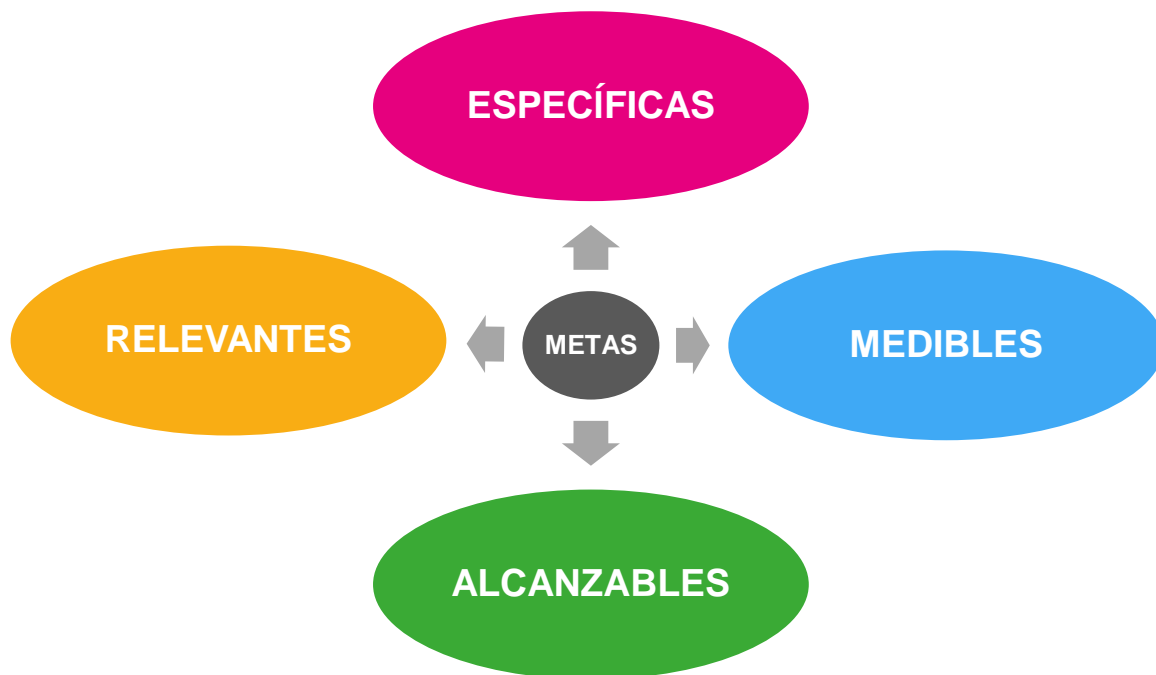 ESPECÍFICAS
RELEVANTES
METAS
MEDIBLES
ALCANZABLES